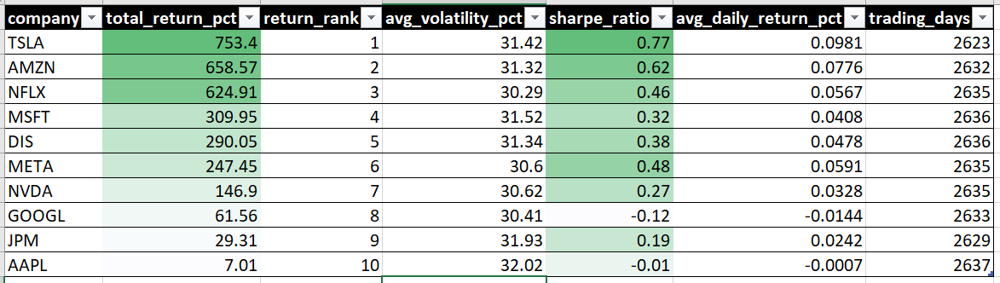 company total_return_pct return_rank avg_volatility_pct sharpe_ratio avg_daily_return_pct trading_days
TSLA 753.4 1 31.42 0.77 0.0981 2623
AMZN 658.57 2 31.32 0.62 0.0776 2632
NFLX 624.91 3 30.29 0.46 0.0567 2635
MSFT 309.95 4 31.52 0.32 0.0408 2636
DIS 290.05 5 31.34 0.38 0.0478 2636
META 247.45 6 30.6 0.48 0.0591 2635
NVDA 146.9 7 30.62 0.27 0.0328 2635
GOOGL 61.56 8 30.41 -0.12 -0.0144 2633
JPM 29.31 9 31.93 0.19 0.0242 2629
AAPL 7.01 10 32.02 -0.01 -0.0007 2637